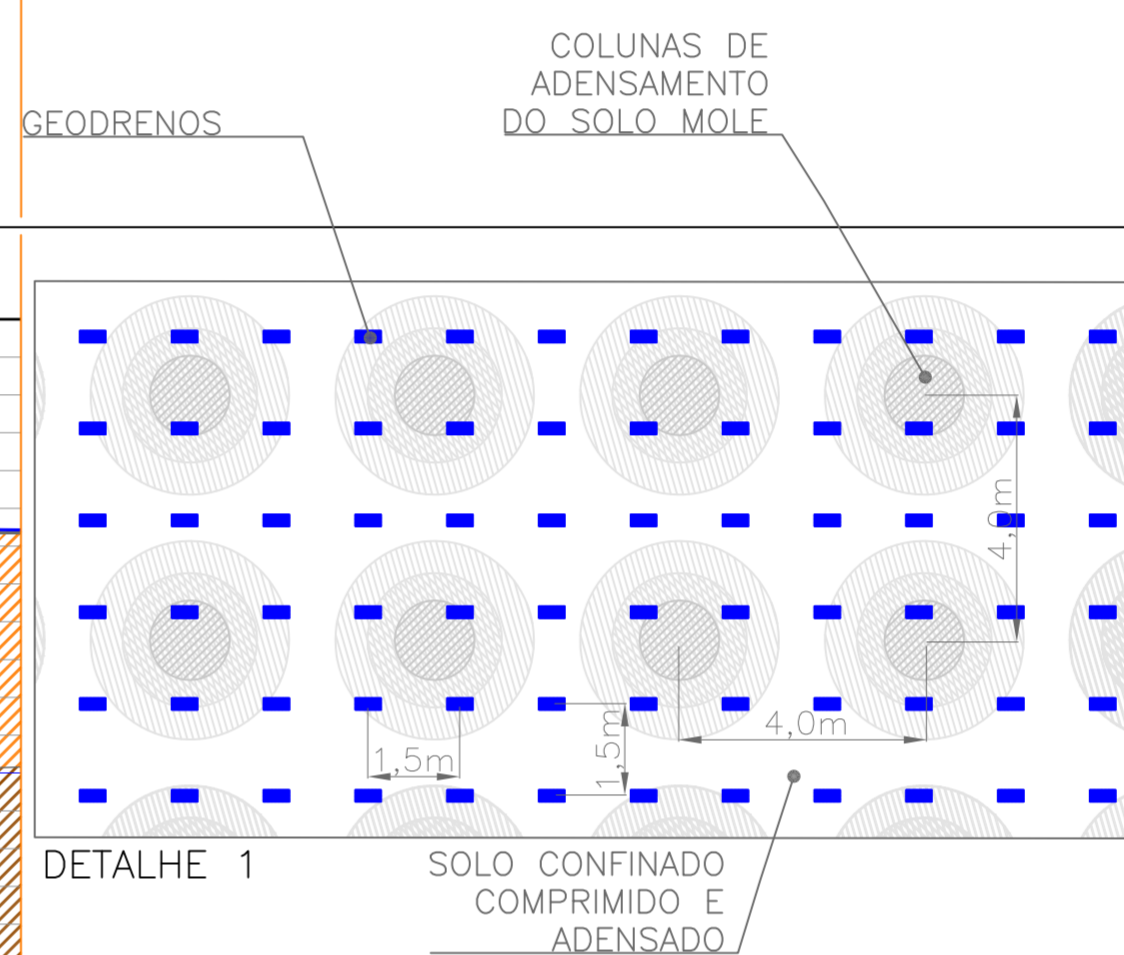 COLUNAS DE
ADENSAMENTO
DO SOLO MOLE
GEODRENOS
4,0m
4,0m
1,5m
1,5m
DETALHE 1
SOLO CONFINADO
COMPRIMIDO E
ADENSADO